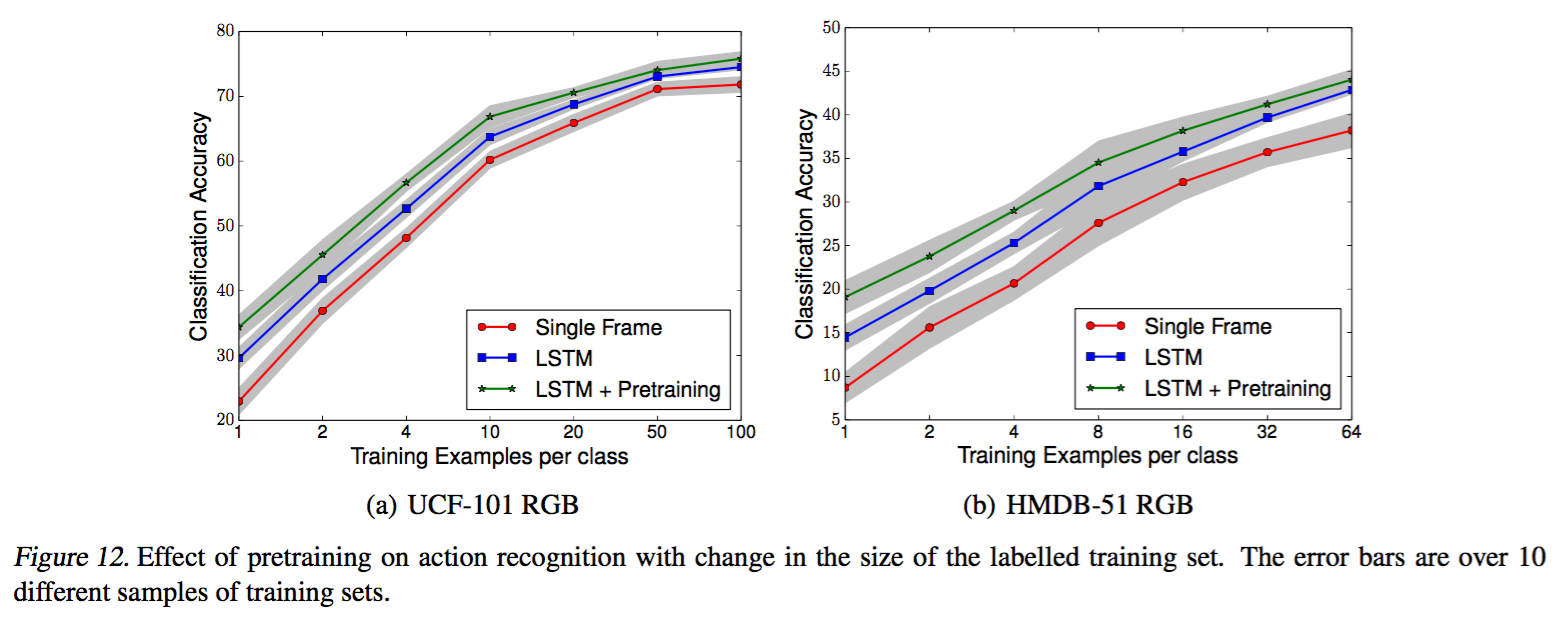 80
70
60
50
40
30
20
Classification Accuracy
Single Frame
LSTM
LSTM + Pretraining
1 2 4 10 20 50 100
Training Examples per class
(a) UCF-101 RGB
50
45
40
35
30
25
20
15
10
5
Classification Accuracy
Single Frame
LSTM
LSTM + Pretraining
1 2 4 8 16 32 64
Training Examples per class
(b) HMDB-51 RGB
Figure 12. Effect of pretraining on action recognition with change in the size of the labelled training set. The error bars are over 10
different samples of training sets.